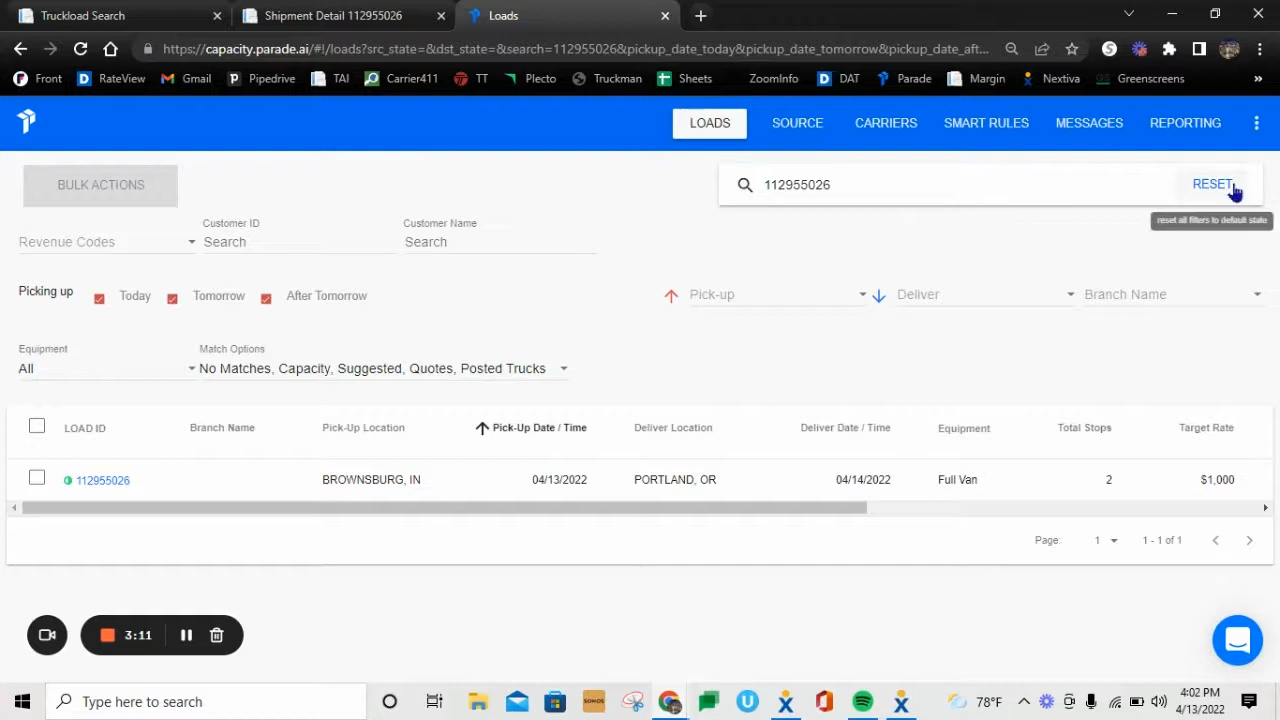 Truckload Search
Shipment Detail 112955026
Loads
https://capacity.parade.ai/#!/loads?src_state=&dst_state=&search=112955026&pickup_date_today&pickup_date_tomorrow&pickup_date_aft...
Front RateView Gmail Pipedrive TAI Carrier411 TT Plecto Truckman Sheets ZoomInfo DAT Parade Margin Nextiva Greenscreens »
LOADS SOURCE CARRIERS SMART RULES MESSAGES REPORTING
BULK ACTIONS
112955026 RESET
reset all filters to default state
Customer ID Customer Name
Revenue Codes Search Search
Picking up Today Tomorrow After Tomorrow
Pick-up Deliver Branch Name
Equipment Match Options
All No Matches, Capacity, Suggested, Quotes, Posted Trucks
LOAD ID Branch Name Pick-Up Location Pick-Up Date / Time Deliver Location Deliver Date / Time Equipment Total Stops Target Rate
112955026 BROWNSBURG, IN 04/13/2022 PORTLAND, OR 04/14/2022 Full Van 2 $1,000
Page: 1 1 - 1 of 1
3:11
Type here to search
SONOS
78°F
4:02 PM
4/13/2022